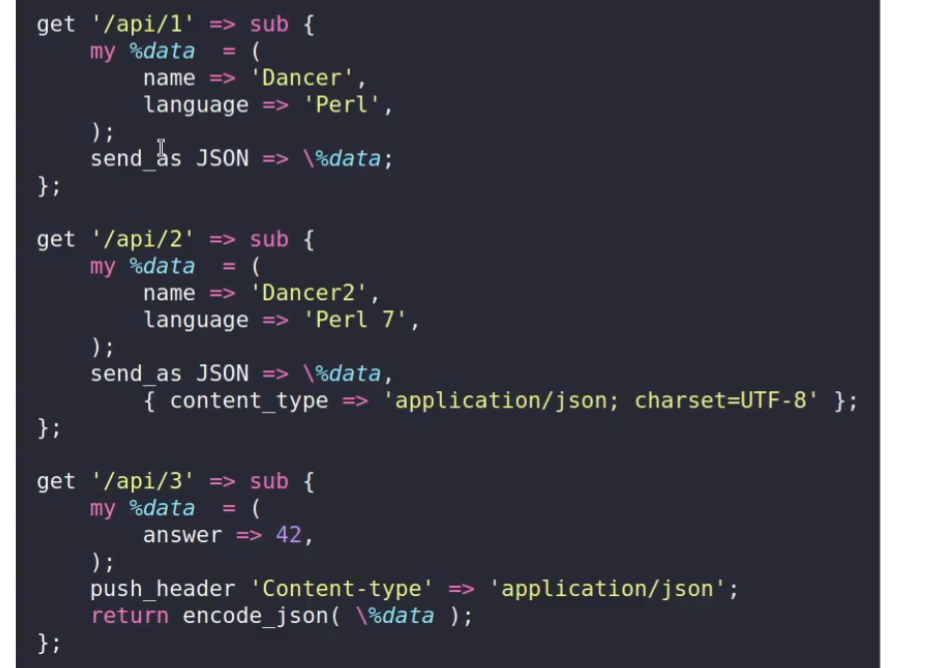 get '/api/1' => sub {
    my %data  = (
        name => 'Dancer',
        language => 'Perl',
    );
    send_as JSON => \%data;
};

get '/api/2' => sub {
    my %data  = (
        name => 'Dancer2',
        language => 'Perl 7',
    );
    send_as JSON => \%data,
        { content_type => 'application/json; charset=UTF-8' };
};

get '/api/3' => sub {
    my %data  = (
        answer => 42,
    );
    push_header 'Content-type' => 'application/json';
    return encode_json( \%data );
};